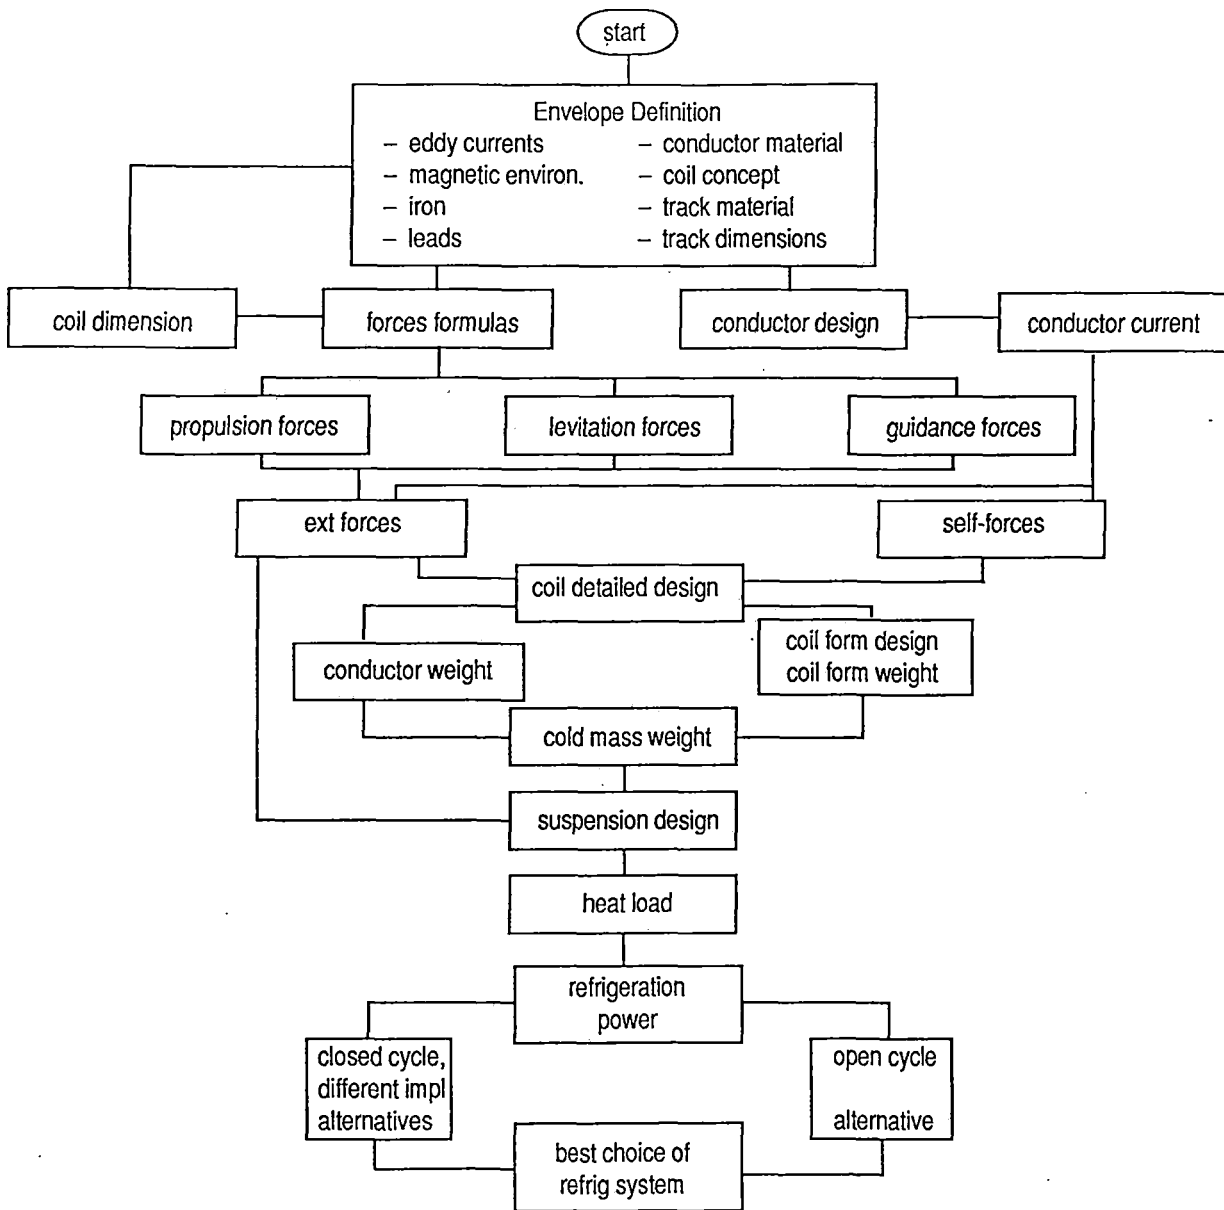 start
Envelope Definition
– eddy currents
– magnetic environ.
– iron
– leads
– conductor material
– coil concept
– track material
– track dimensions
coil dimension
forces formulas
conductor design
conductor current
propulsion forces
levitation forces
guidance forces
ext forces
self-forces
coil detailed design
conductor weight
coil form design
coil form weight
cold mass weight
suspension design
heat load
refrigeration
power
closed cycle,
different impl
alternatives
open cycle
alternative
best choice of
refrig system